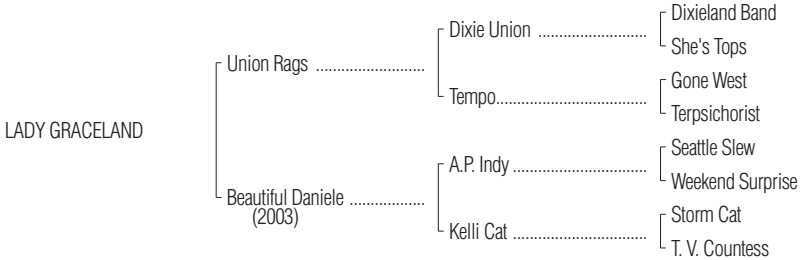 Dixieland Band
Dixie Union ..........................
She's Tops
Union Rags ..........................
Gone West
Tempo....................................
Terpsichorist
LADY GRACELAND
Seattle Slew
A.P. Indy ................................
Weekend Surprise
Beautiful Daniele ..................
(2003)
Storm Cat
Kelli Cat ................................
T. V. Countess